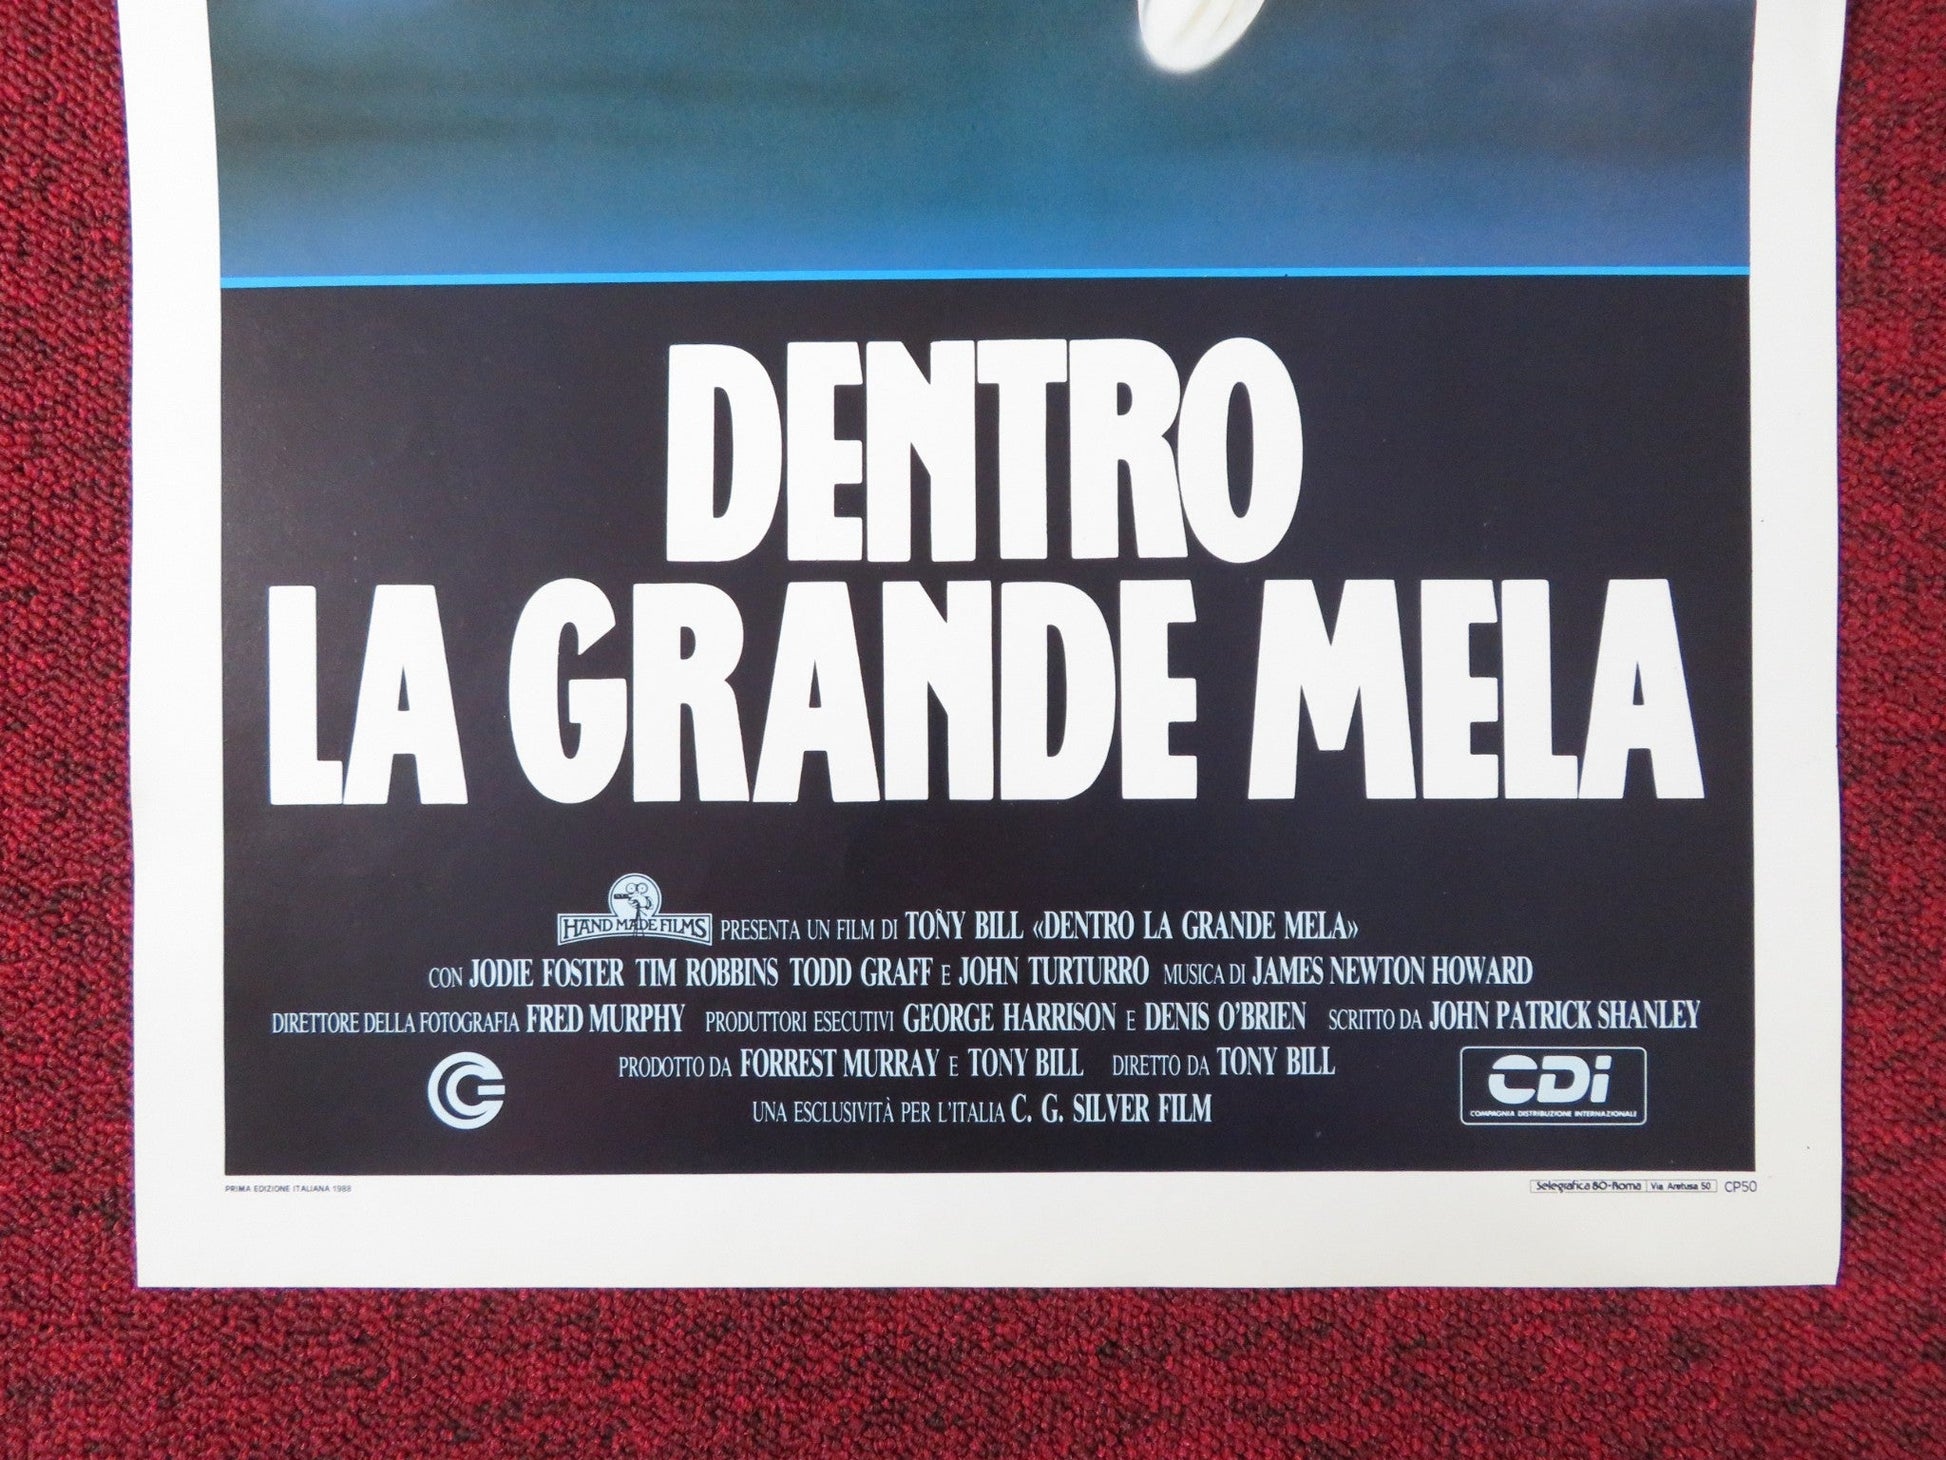 DENTRO
LA GRANDE MELA
HAND MADE FILMS PRESENTA UN FILM DI TONY BILL «DENTRO LA GRANDE MELA»
CON JODIE FOSTER TIM ROBBINS TODD GRAFF E JOHN TURTURRO MUSICA DI JAMES NEWTON HOWARD
DIRETTORE DELLA FOTOGRAFIA FRED MURPHY PRODUTTORI ESECUTIVI GEORGE HARRISON E DENIS O'BRIEN SCRITTO DA JOHN PATRICK SHANLEY
PRODOTTO DA FORREST MURRAY E TONY BILL DIRETTO DA TONY BILL
CDI
COMPAGNIA DISTRIBUZIONE INTERNAZIONALE
UNA ESCLUSIVITÀ PER L'ITALIA C. G. SILVER FILM
PRIMA EDIZIONE ITALIANA 1988
Selegrafica 80-Roma Via Aretusa 50 CP50